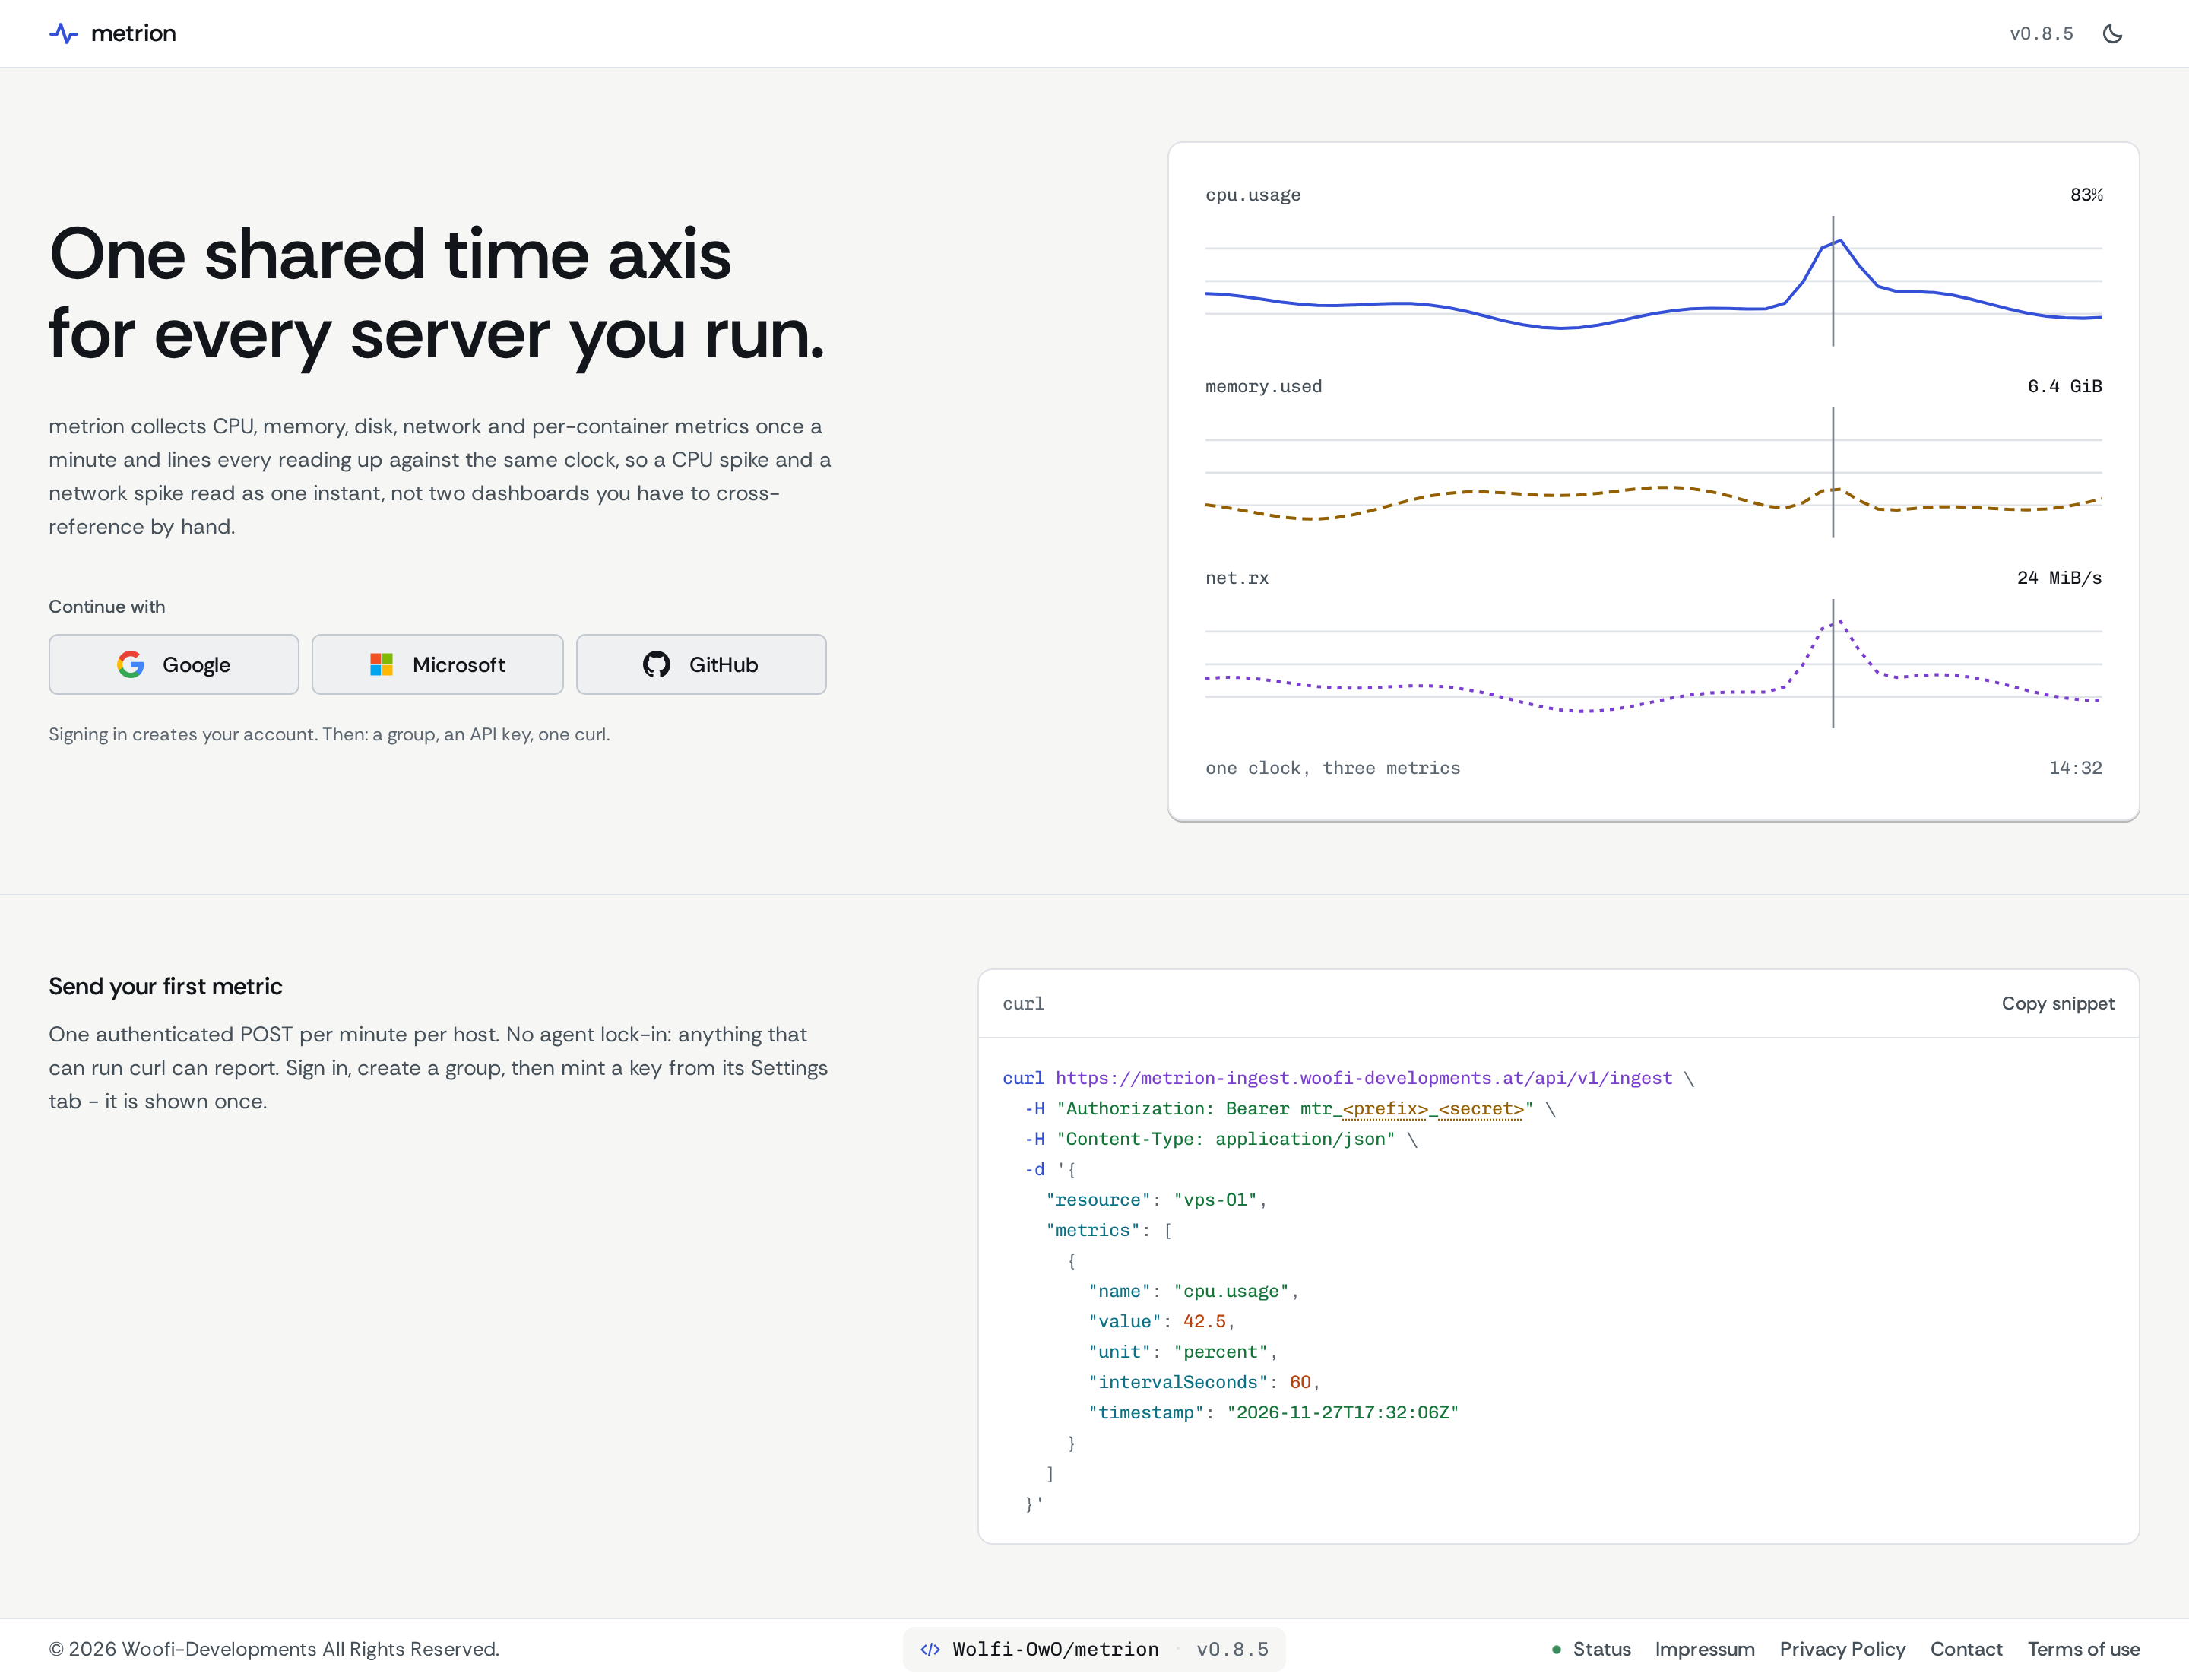 metrion
v0.8.5
One shared time axis
for every server you run.
metrion collects CPU, memory, disk, network and per-container metrics once a
minute and lines every reading up against the same clock, so a CPU spike and a
network spike read as one instant, not two dashboards you have to cross-
reference by hand.
Continue with
Google
Microsoft
GitHub
Signing in creates your account. Then: a group, an API key, one curl.
cpu.usage
83%
memory.used
6.4 GiB
net.rx
24 MiB/s
one clock, three metrics
14:32
Send your first metric
One authenticated POST per minute per host. No agent lock-in: anything that
can run curl can report. Sign in, create a group, then mint a key from its Settings
tab - it is shown once.
curl
Copy snippet
curl https://metrion-ingest.woofi-developments.at/api/v1/ingest \
  -H "Authorization: Bearer mtr_<prefix>_<secret>" \
  -H "Content-Type: application/json" \
  -d '{
    "resource": "vps-01",
    "metrics": [
      {
        "name": "cpu.usage",
        "value": 42.5,
        "unit": "percent",
        "intervalSeconds": 60,
        "timestamp": "2026-11-27T17:32:06Z"
      }
    ]
  }'
© 2026 Woofi-Developments All Rights Reserved.
Wolfi-OwO/metrion · v0.8.5
Status
Impressum
Privacy Policy
Contact
Terms of use